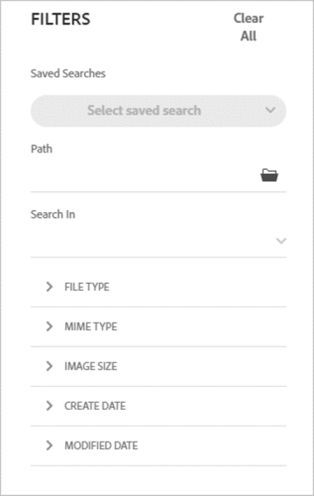 FILTERS
Clear
All
Saved Searches
Select saved search
Path
Search In
FILE TYPE
MIME TYPE
IMAGE SIZE
CREATE DATE
MODIFIED DATE